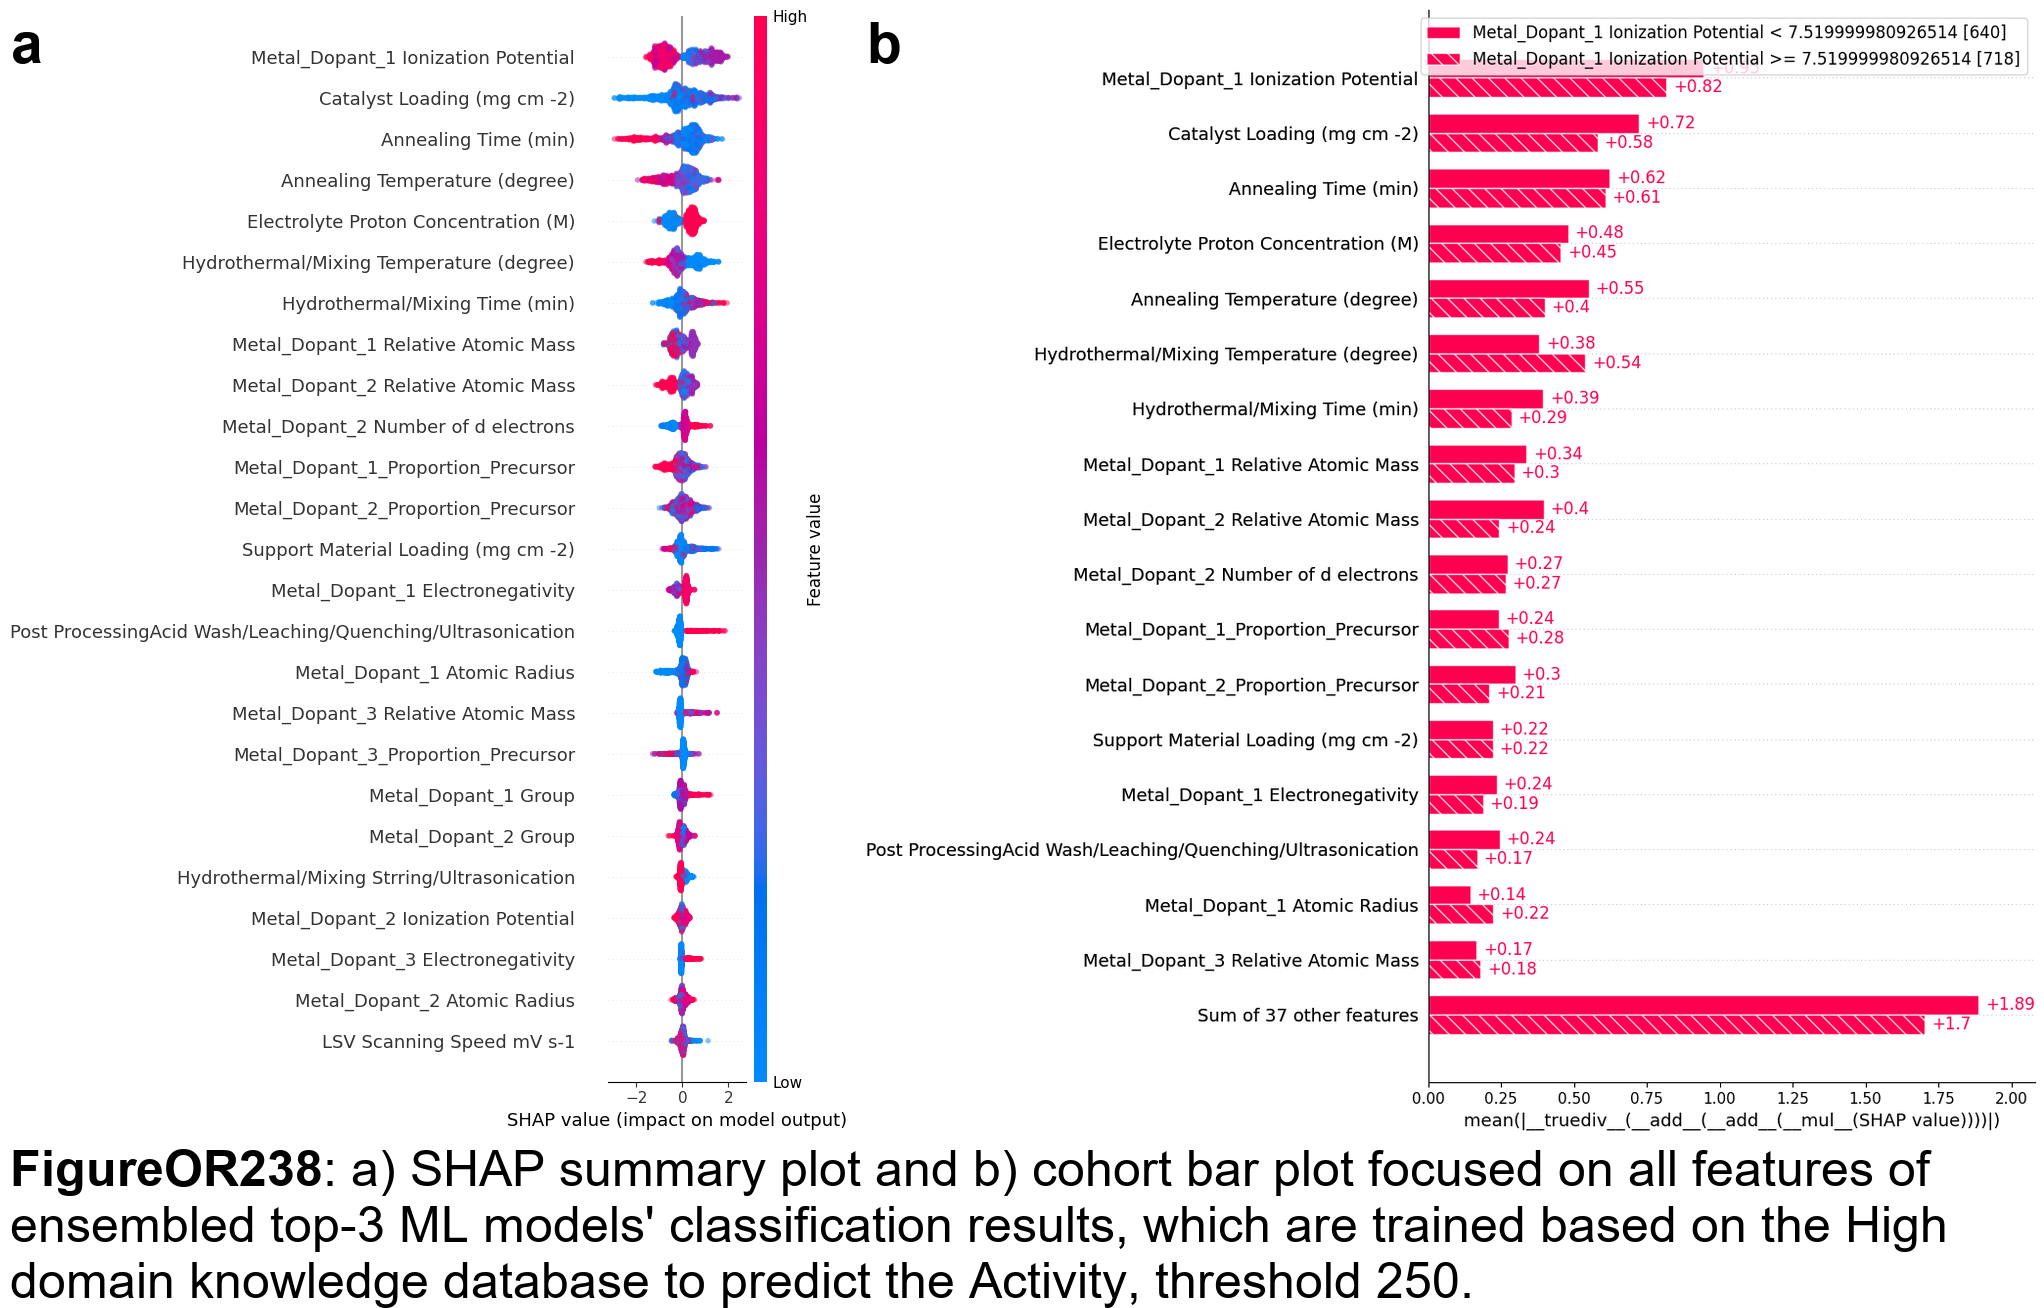 a
High
Metal_Dopant_1 Ionization Potential
Catalyst Loading (mg cm -2)
Annealing Time (min)
Annealing Temperature (degree)
Electrolyte Proton Concentration (M)
Hydrothermal/Mixing Temperature (degree)
Hydrothermal/Mixing Time (min)
Metal_Dopant_1 Relative Atomic Mass
Metal_Dopant_2 Relative Atomic Mass
Metal_Dopant_2 Number of d electrons
Metal_Dopant_1_Proportion_Precursor
Metal_Dopant_2_Proportion_Precursor
Support Material Loading (mg cm -2)
Metal_Dopant_1 Electronegativity
Post ProcessingAcid Wash/Leaching/Quenching/Ultrasonication
Metal_Dopant_1 Atomic Radius
Metal_Dopant_3 Relative Atomic Mass
Metal_Dopant_3_Proportion_Precursor
Metal_Dopant_1 Group
Metal_Dopant_2 Group
Hydrothermal/Mixing Strring/Ultrasonication
Metal_Dopant_2 Ionization Potential
Metal_Dopant_3 Electronegativity
Metal_Dopant_2 Atomic Radius
LSV Scanning Speed mV s-1
Feature value
Low
−2 0 2
SHAP value (impact on model output)
b
Metal_Dopant_1 Ionization Potential < 7.519999980926514 [640]
Metal_Dopant_1 Ionization Potential >= 7.519999980926514 [718]
Metal_Dopant_1 Ionization Potential
+0.82
Catalyst Loading (mg cm -2)
+0.72
+0.58
Annealing Time (min)
+0.62
+0.61
Electrolyte Proton Concentration (M)
+0.48
+0.45
Annealing Temperature (degree)
+0.55
+0.4
Hydrothermal/Mixing Temperature (degree)
+0.38
+0.54
Hydrothermal/Mixing Time (min)
+0.39
+0.29
Metal_Dopant_1 Relative Atomic Mass
+0.34
+0.3
Metal_Dopant_2 Relative Atomic Mass
+0.4
+0.24
Metal_Dopant_2 Number of d electrons
+0.27
+0.27
Metal_Dopant_1_Proportion_Precursor
+0.24
+0.28
Metal_Dopant_2_Proportion_Precursor
+0.3
+0.21
Support Material Loading (mg cm -2)
+0.22
+0.22
Metal_Dopant_1 Electronegativity
+0.24
+0.19
Post ProcessingAcid Wash/Leaching/Quenching/Ultrasonication
+0.24
+0.17
Metal_Dopant_1 Atomic Radius
+0.14
+0.22
Metal_Dopant_3 Relative Atomic Mass
+0.17
+0.18
Sum of 37 other features
+1.89
+1.7
0.00 0.25 0.50 0.75 1.00 1.25 1.50 1.75 2.00
mean(|__truediv__(__add__(__add__(__mul__(SHAP value))))|)
FigureOR238: a) SHAP summary plot and b) cohort bar plot focused on all features of
ensembled top-3 ML models' classification results, which are trained based on the High
domain knowledge database to predict the Activity, threshold 250.